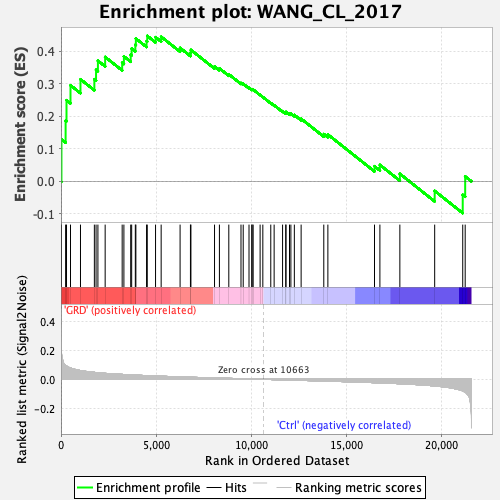 Enrichment plot: WANG_CL_2017
Enrichment score (ES)
0.4
0.3
0.2
0.1
0.0
-0.1
'GRD' (positively correlated)
Ranked list metric (Signal2Noise)
0.4
0.2
0.0
-0.2
Zero cross at 10663
'Ctrl' (negatively correlated)
0 5,000 10,000 15,000 20,000
Rank in Ordered Dataset
Enrichment profile Hits Ranking metric scores